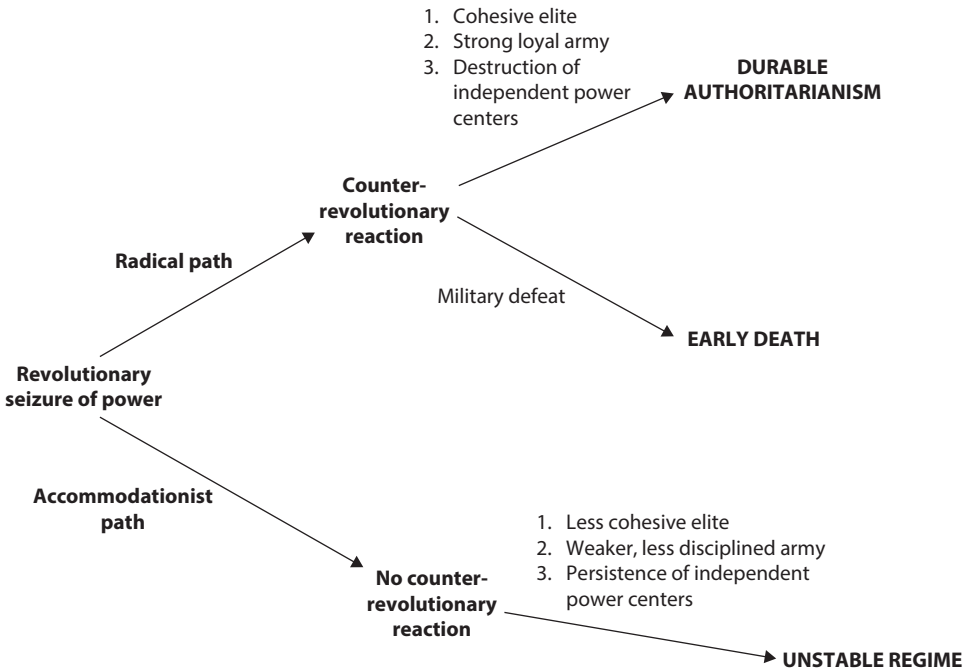 1. Cohesive elite
2. Strong loyal army
3. Destruction of
independent power
centers
DURABLE
AUTHORITARIANISM
Counter-
revolutionary
reaction
Radical path
Military defeat
EARLY DEATH
Revolutionary
seizure of power
Accommodationist
path
1. Less cohesive elite
2. Weaker, less disciplined army
3. Persistence of independent
power centers
No counter-
revolutionary
reaction
UNSTABLE REGIME